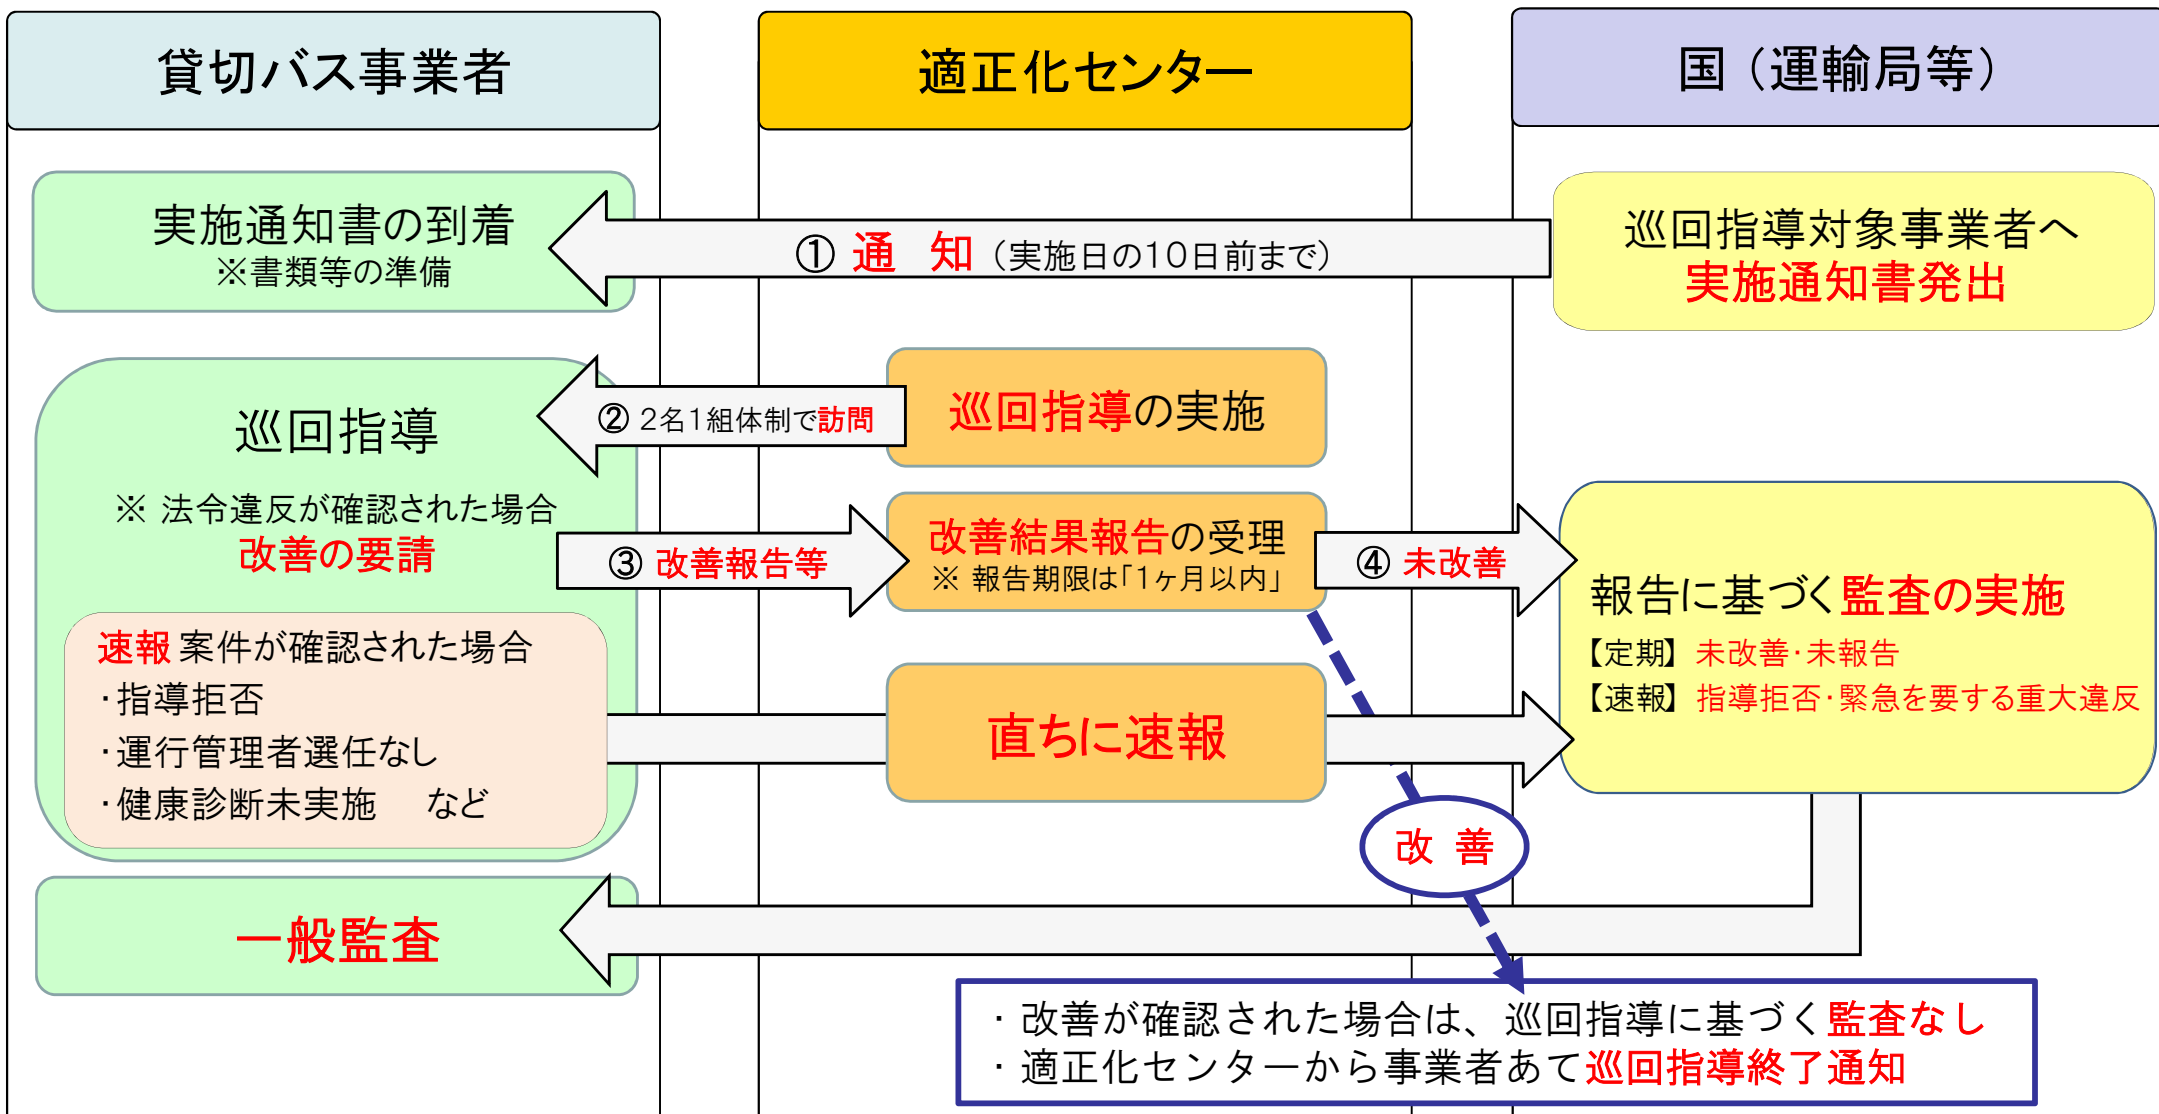 貸切バス事業者
適正化センター
国（運輸局等）
実施通知書の到着
※書類等の準備
① 通　知（実施日の10日前まで）
巡回指導対象事業者へ
実施通知書発出
巡回指導
② 2名1組体制で訪問
巡回指導の実施
※ 法令違反が確認された場合
改善の要請
③ 改善報告等
改善結果報告の受理
※ 報告期限は「1ヶ月以内」
④ 未改善
報告に基づく監査の実施
【定期】 未改善・未報告
【速報】 指導拒否・緊急を要する重大違反
速報 案件が確認された場合
・指導拒否
・運行管理者選任なし
・健康診断未実施　など
直ちに速報
改 善
一般監査
・ 改善が確認された場合は、巡回指導に基づく監査なし
・ 適正化センターから事業者あて巡回指導終了通知